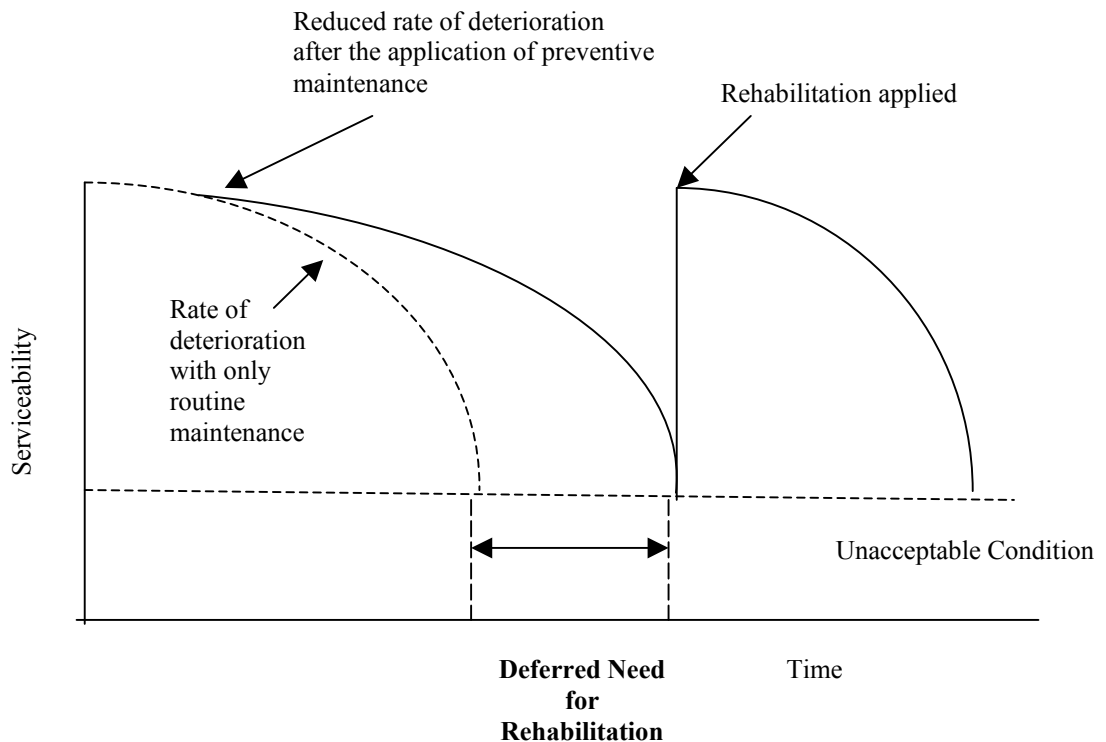 Reduced rate of deterioration
after the application of preventive
maintenance
Rehabilitation applied
Rate of
deterioration
with only
routine
maintenance
Serviceability
Unacceptable Condition
Deferred Need
for
Rehabilitation
Time